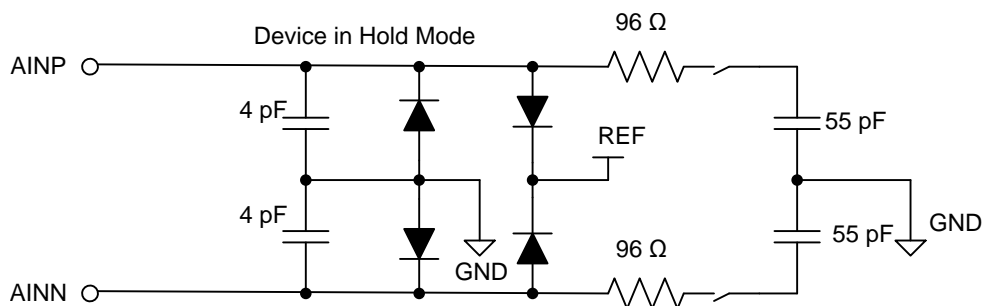 Device in Hold Mode
96 Ω
AINP
4 pF
55 pF
REF
4 pF
GND
55 pF
GND
96 Ω
AINN